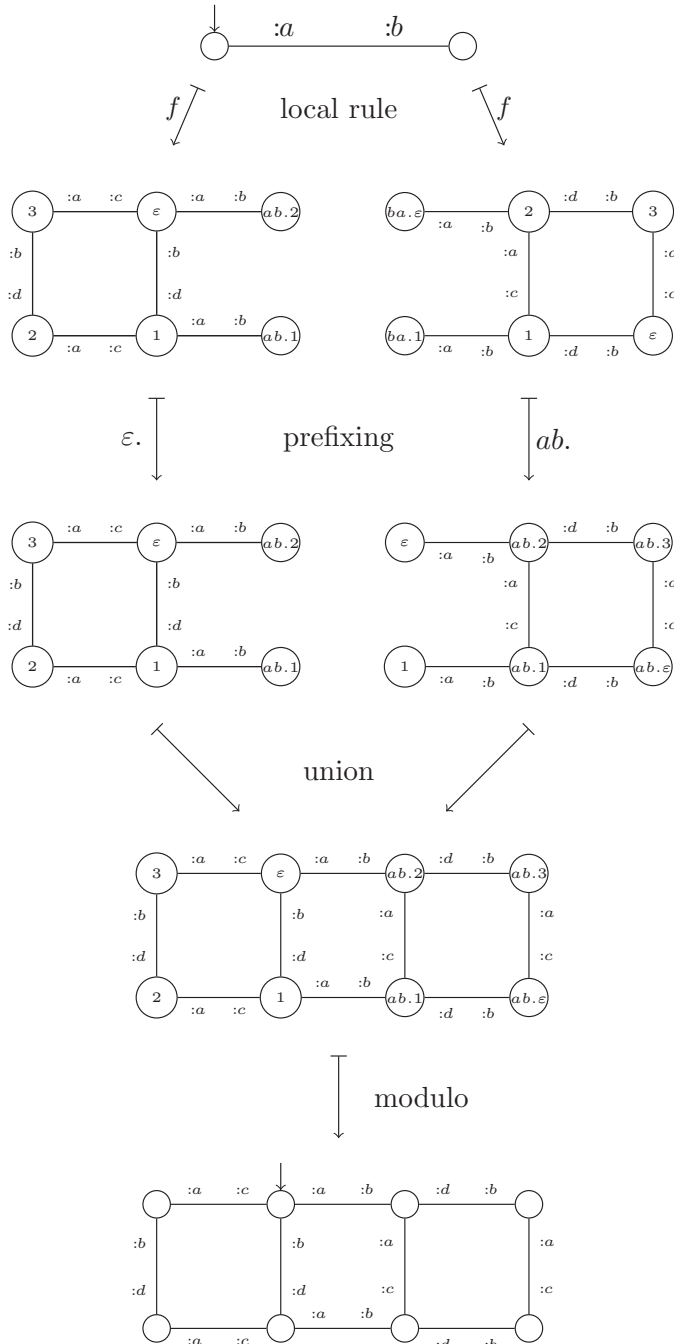 :a :b
f local rule f
:a :c :a :b :d :b
3 ε ab.2 ba.ε 2 3
:a :b
:b :b :a
:d :d :c
:a :b
2 1 ab.1 ba.1 1 ε
:a :c :a :b :d :b
ε. prefixing ab.
:a :c :a :b :d :b
3 ε ab.2 ε ab.2 ab.3
:a :b
:b :b :a
:d :d :c
:a :b
2 1 ab.1 1 ab.1 ab.ε
:a :c :a :b :d :b
union
:a :c :a :b :d :b
3 ε ab.2 ab.3
:b :b :a :a
:d :d :c :c
:a :b
2 1 ab.1 ab.ε
:a :c :d :b
modulo
:a :c :a :b :d :b
:b :b :a :a
:d :d :c :c
:a :b
:a :c :d :b